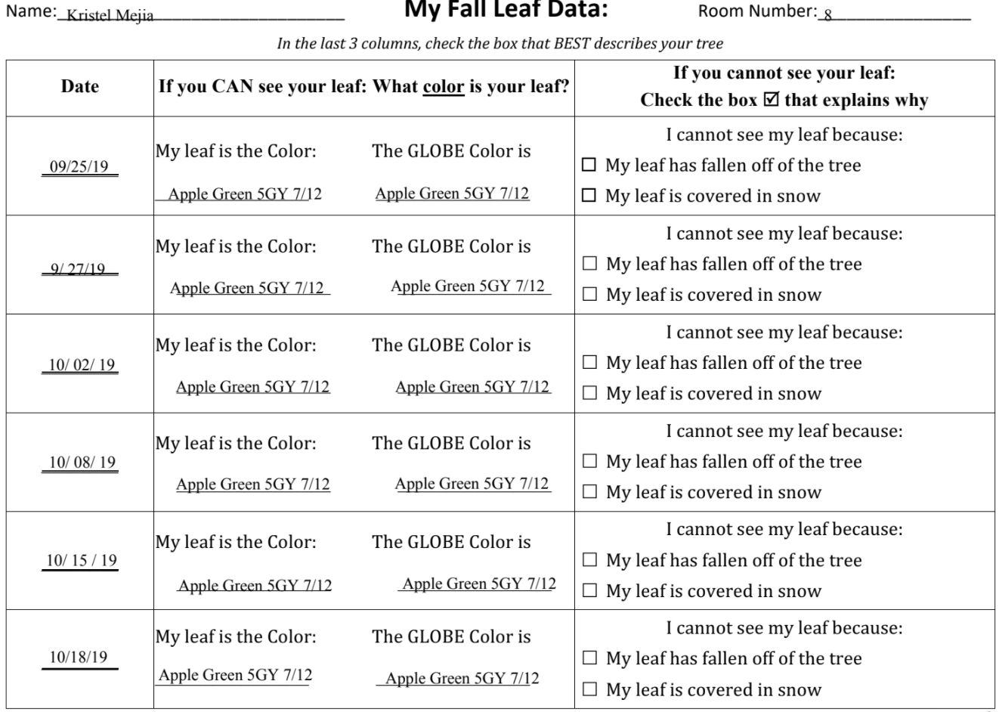 Name: Kristel Mejia My Fall Leaf Data: Room Number: 8
In the last 3 columns, check the box that BEST describes your tree
Date If you CAN see your leaf: What color is your leaf? If you cannot see your leaf:
Check the box ☑ that explains why
09/25/19
My leaf is the Color: The GLOBE Color is
Apple Green 5GY 7/12 Apple Green 5GY 7/12
I cannot see my leaf because:
☐ My leaf has fallen off of the tree
☐ My leaf is covered in snow
9/ 27/19
My leaf is the Color: The GLOBE Color is
Apple Green 5GY 7/12 Apple Green 5GY 7/12
I cannot see my leaf because:
☐ My leaf has fallen off of the tree
☐ My leaf is covered in snow
10/ 02/ 19
My leaf is the Color: The GLOBE Color is
Apple Green 5GY 7/12 Apple Green 5GY 7/12
I cannot see my leaf because:
☐ My leaf has fallen off of the tree
☐ My leaf is covered in snow
10/ 08/ 19
My leaf is the Color: The GLOBE Color is
Apple Green 5GY 7/12 Apple Green 5GY 7/12
I cannot see my leaf because:
☐ My leaf has fallen off of the tree
☐ My leaf is covered in snow
10/ 15 / 19
My leaf is the Color: The GLOBE Color is
Apple Green 5GY 7/12 Apple Green 5GY 7/12
I cannot see my leaf because:
☐ My leaf has fallen off of the tree
☐ My leaf is covered in snow
10/18/19
My leaf is the Color: The GLOBE Color is
Apple Green 5GY 7/12 Apple Green 5GY 7/12
I cannot see my leaf because:
☐ My leaf has fallen off of the tree
☐ My leaf is covered in snow